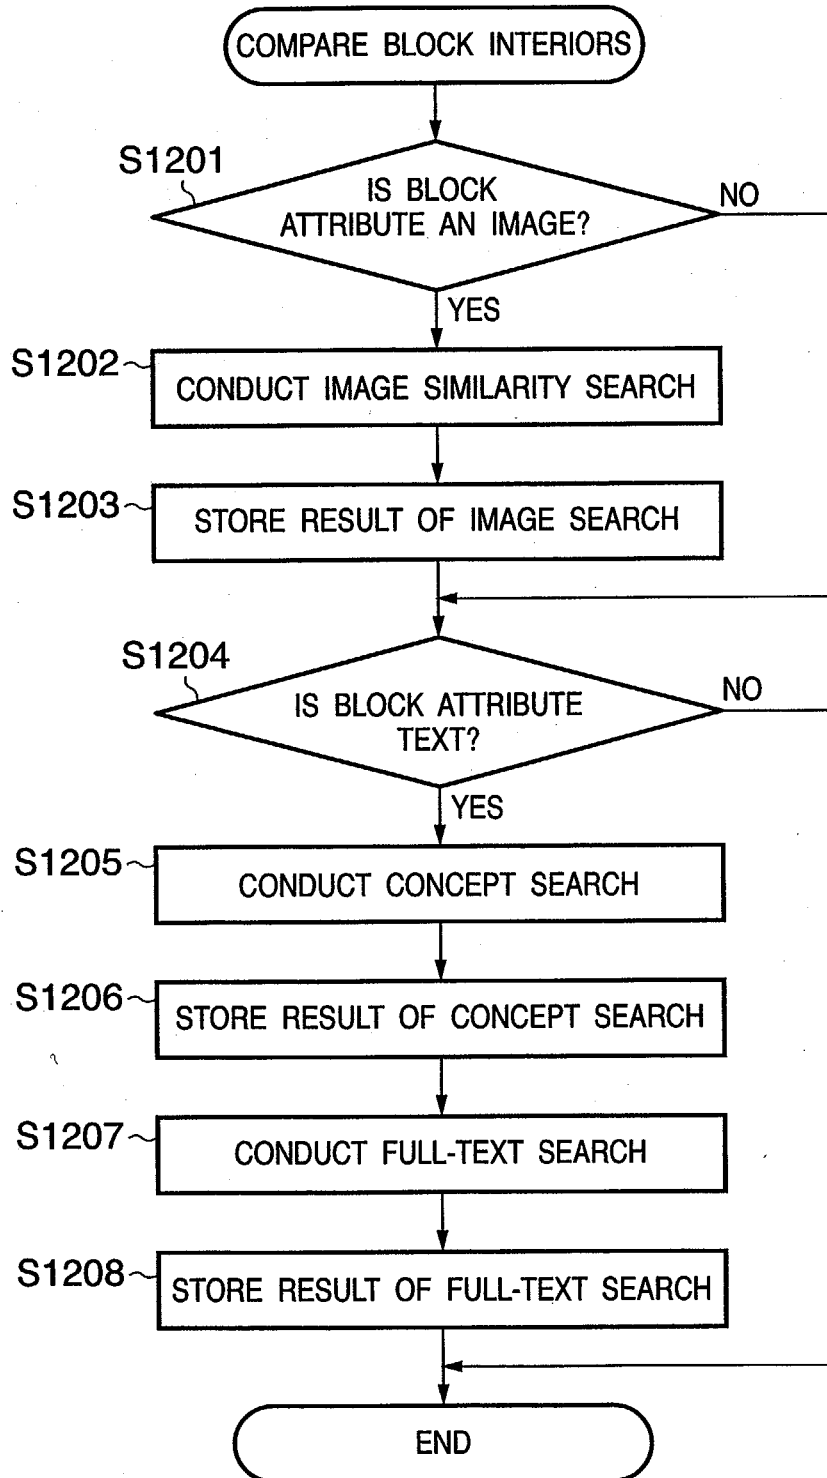 COMPARE BLOCK INTERIORS
S1201
IS BLOCK
ATTRIBUTE AN IMAGE?
NO
YES
S1202
CONDUCT IMAGE SIMILARITY SEARCH
S1203
STORE RESULT OF IMAGE SEARCH
S1204
IS BLOCK ATTRIBUTE
TEXT?
NO
YES
S1205
CONDUCT CONCEPT SEARCH
S1206
STORE RESULT OF CONCEPT SEARCH
S1207
CONDUCT FULL-TEXT SEARCH
S1208
STORE RESULT OF FULL-TEXT SEARCH
END